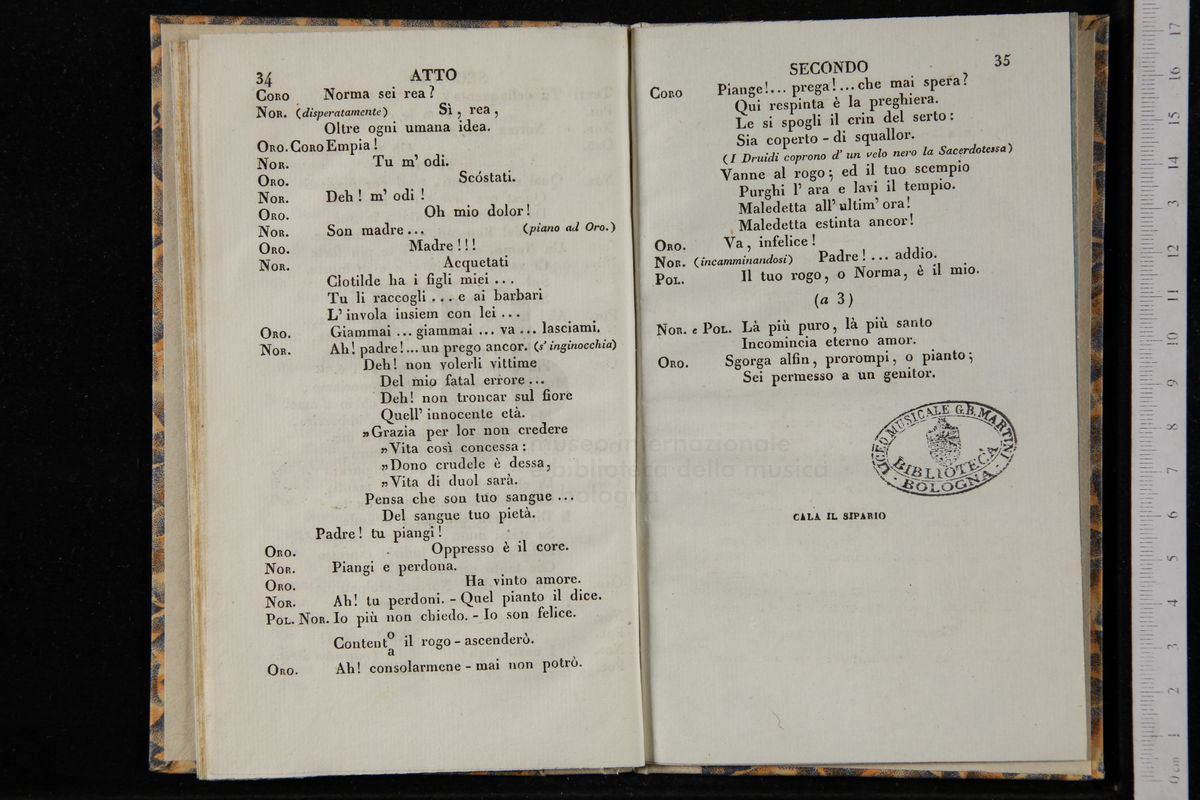 34 ATTO
CORO Norma sei rea?
NOR. (disperatamente) Sì, rea,
Oltre ogni umana idea.
ORO. CORO Empia!
NOR. Tu m' odi.
ORO. Scóstati.
NOR. Deh! m' odi!
ORO. Oh mio dolor!
NOR. Son madre... (piano ad Oro.)
ORO. Madre!!!
NOR. Acquetati
Clotilde ha i figli miei ...
Tu li raccogli ... e ai barbari
L' invola insiem con lei ...
ORO. Giammai ... giammai ... va ... lasciami.
NOR. Ah! padre!... un prego ancor. (s' inginocchia)
Deh! non volerli vittime
Del mio fatal errore ...
Deh! non troncar sul fiore
Quell' innocente età.
„Grazia per lor non credere
„Vita così concessa:
„Dono crudele è dessa,
„Vita di duol sarà.
Pensa che son tuo sangue ...
Del sangue tuo pietà.
Padre! tu piangi!
ORO. Oppresso è il core.
NOR. Piangi e perdona.
ORO. Ha vinto amore.
NOR. Ah! tu perdoni. - Quel pianto il dice.
POL. NOR. Io più non chiedo. - Io son felice.
Content o/a il rogo - ascenderò.
ORO. Ah! consolarmene - mai non potrò.
SECONDO 35
CORO Piange!... prega!... che mai spera?
Qui respinta è la preghiera.
Le si spogli il crin del serto:
Sia coperto - di squallor.
(I Druidi coprono d' un velo nero la Sacerdotessa)
Vanne al rogo; ed il tuo scempio
Purghi l' ara e lavi il tempio.
Maledetta all' ultim' ora!
Maledetta estinta ancor!
ORO. Va, infelice!
NOR. (incamminandosi) Padre!... addio.
POL. Il tuo rogo, o Norma, è il mio.
(a 3)
NOR. e POL. Là più puro, là più santo
Incomincia eterno amor.
ORO. Sgorga alfin, prorompi, o pianto;
Sei permesso a un genitor.
LICEO MUSICALE G.B. MARTINI
BIBLIOTECA
· BOLOGNA ·
CALA IL SIPARIO
museo internazionale
e biblioteca della musica
bologna